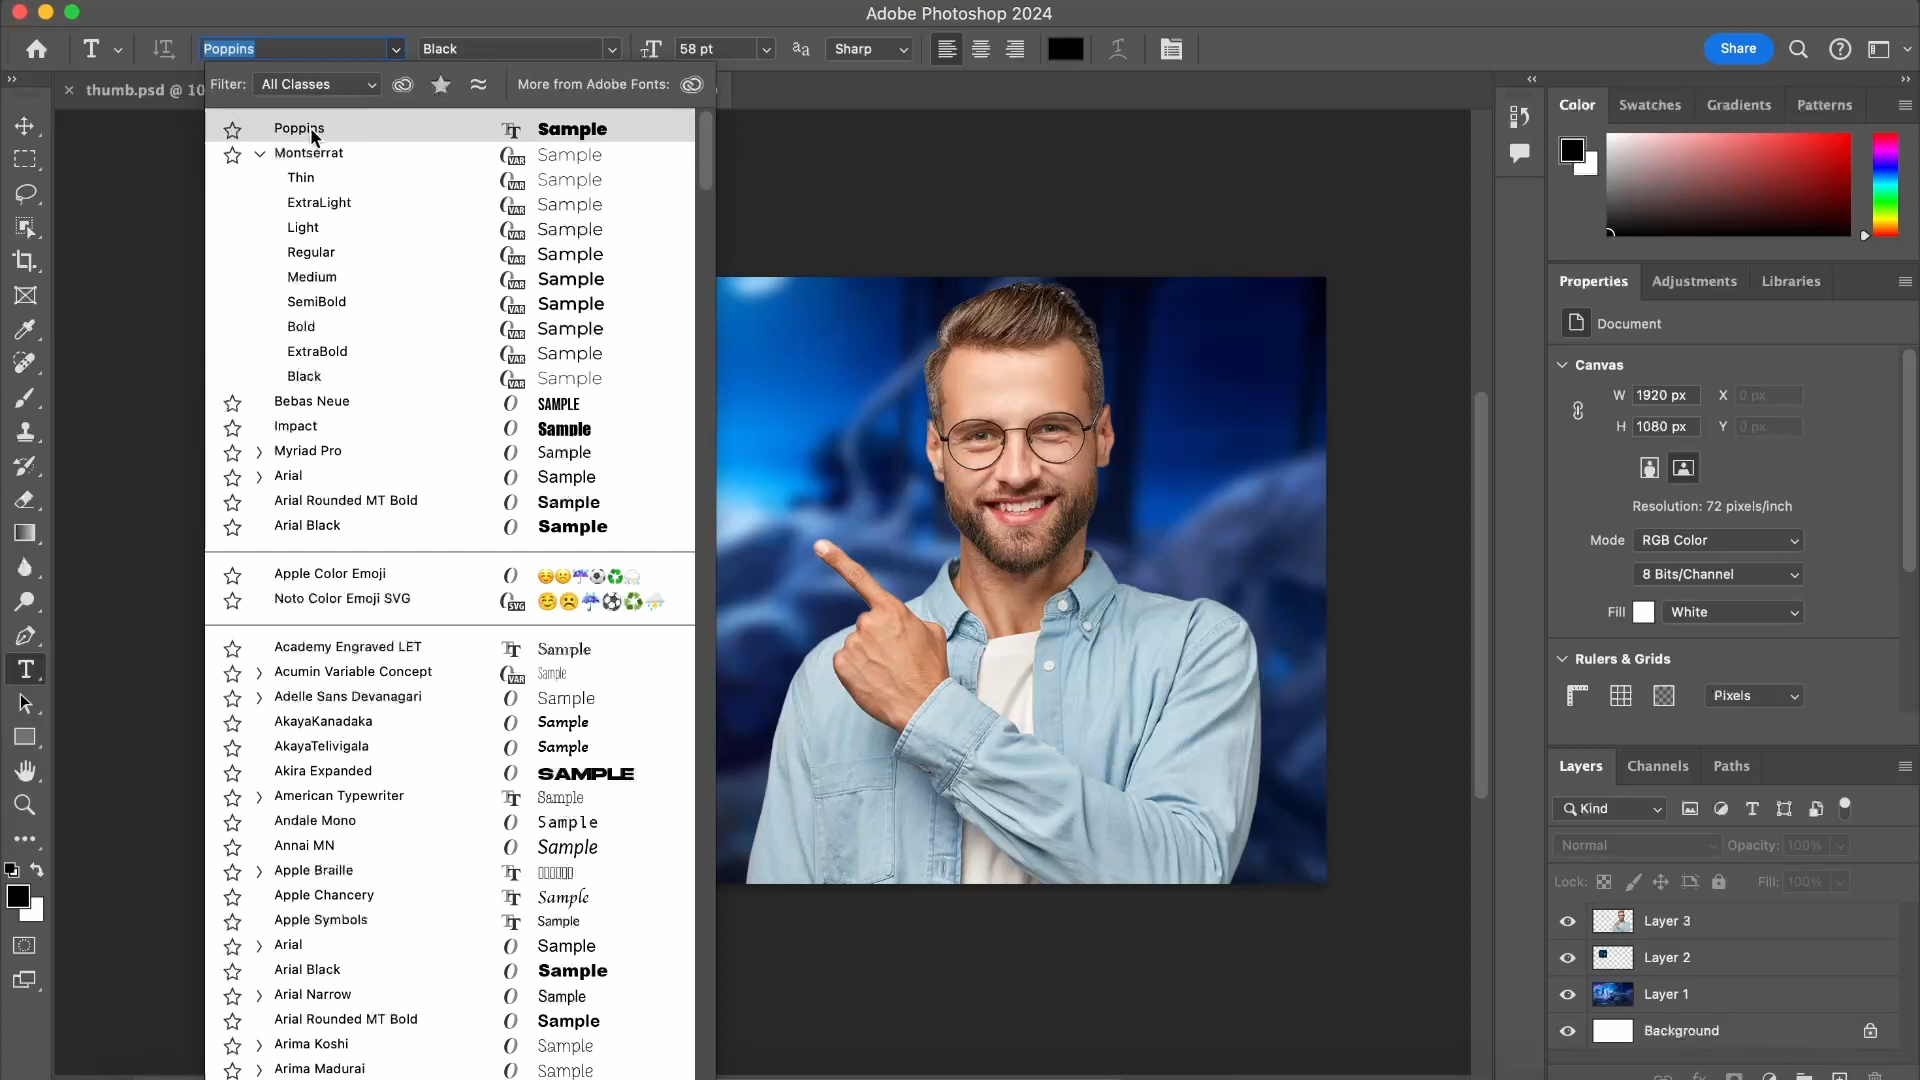 Adobe Photoshop 2024
Poppins
Black
58 pt
Sharp
Share
thumb.psd @ 10
Filter:
All Classes
More from Adobe Fonts:
Poppins Sample
Montserrat Sample
Thin Sample
ExtraLight Sample
Light Sample
Regular Sample
Medium Sample
SemiBold Sample
Bold Sample
ExtraBold Sample
Black Sample
Bebas Neue SAMPLE
Impact Sample
Myriad Pro Sample
Arial Sample
Arial Rounded MT Bold Sample
Arial Black Sample
Apple Color Emoji
Noto Color Emoji SVG
Academy Engraved LET Sample
Acumin Variable Concept Sample
Adelle Sans Devanagari Sample
AkayaKanadaka Sample
AkayaTelivigala Sample
Akira Expanded SAMPLE
American Typewriter Sample
Andale Mono Sample
Annai MN Sample
Apple Braille
Apple Chancery Sample
Apple Symbols Sample
Arial Sample
Arial Black Sample
Arial Narrow Sample
Arial Rounded MT Bold Sample
Arima Koshi Sample
Arima Madurai Sample
Color Swatches Gradients Patterns
Properties Adjustments Libraries
Document
Canvas
W 1920 px X 0 px
H 1080 px Y 0 px
Resolution: 72 pixels/inch
Mode RGB Color
8 Bits/Channel
Fill White
Rulers & Grids
Pixels
Layers Channels Paths
Kind
Normal Opacity: 100%
Lock: Fill: 100%
Layer 3
Layer 2
Layer 1
Background